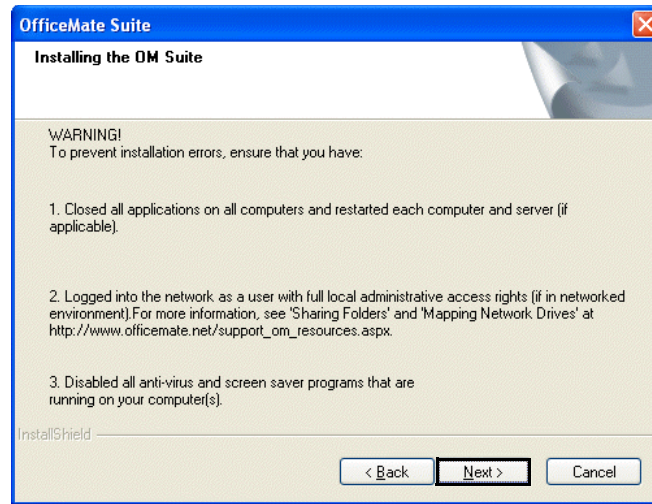 OfficeMate Suite
Installing the OM Suite
WARNING!
To prevent installation errors, ensure that you have:
1. Closed all applications on all computers and restarted each computer and server (if
applicable).
2. Logged into the network as a user with full local administrative access rights (if in networked
environment).For more information, see 'Sharing Folders' and 'Mapping Network Drives' at
http://www.officemate.net/support_om_resources.aspx.
3. Disabled all anti-virus and screen saver programs that are
running on your computer(s).
InstallShield
< Back Next > Cancel